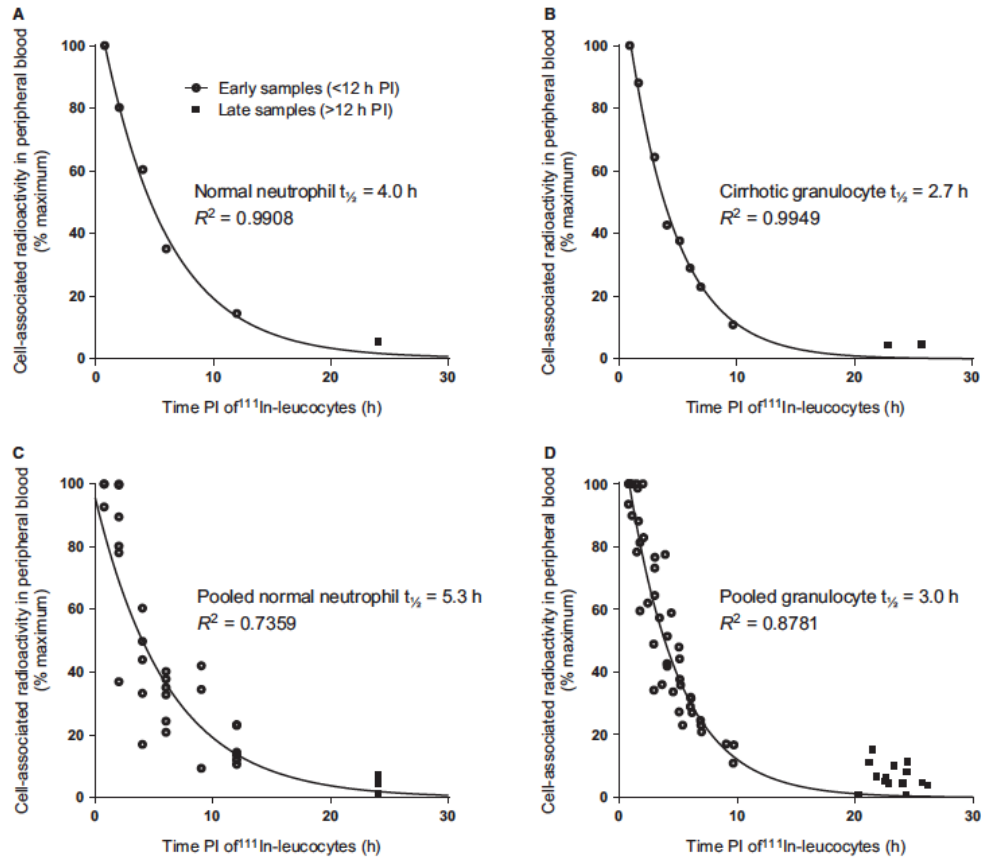 A
Cell-associated radioactivity in peripheral blood
(% maximum)
100
80
60
40
20
0
Early samples (<12 h PI)
Late samples (>12 h PI)
Normal neutrophil t½ = 4.0 h
R² = 0.9908
0
10
20
30
Time PI of ¹¹¹In-leucocytes (h)
B
Cell-associated radioactivity in peripheral blood
(% maximum)
100
80
60
40
20
0
Cirrhotic granulocyte t½ = 2.7 h
R² = 0.9949
0
10
20
30
Time PI of ¹¹¹In-leucocytes (h)
C
Cell-associated radioactivity in peripheral blood
(% maximum)
100
80
60
40
20
0
Pooled normal neutrophil t½ = 5.3 h
R² = 0.7359
0
10
20
30
Time PI of ¹¹¹In-leucocytes (h)
D
Cell-associated radioactivity in peripheral blood
(% maximum)
100
80
60
40
20
0
Pooled granulocyte t½ = 3.0 h
R² = 0.8781
0
10
20
30
Time PI of ¹¹¹In-leucocytes (h)